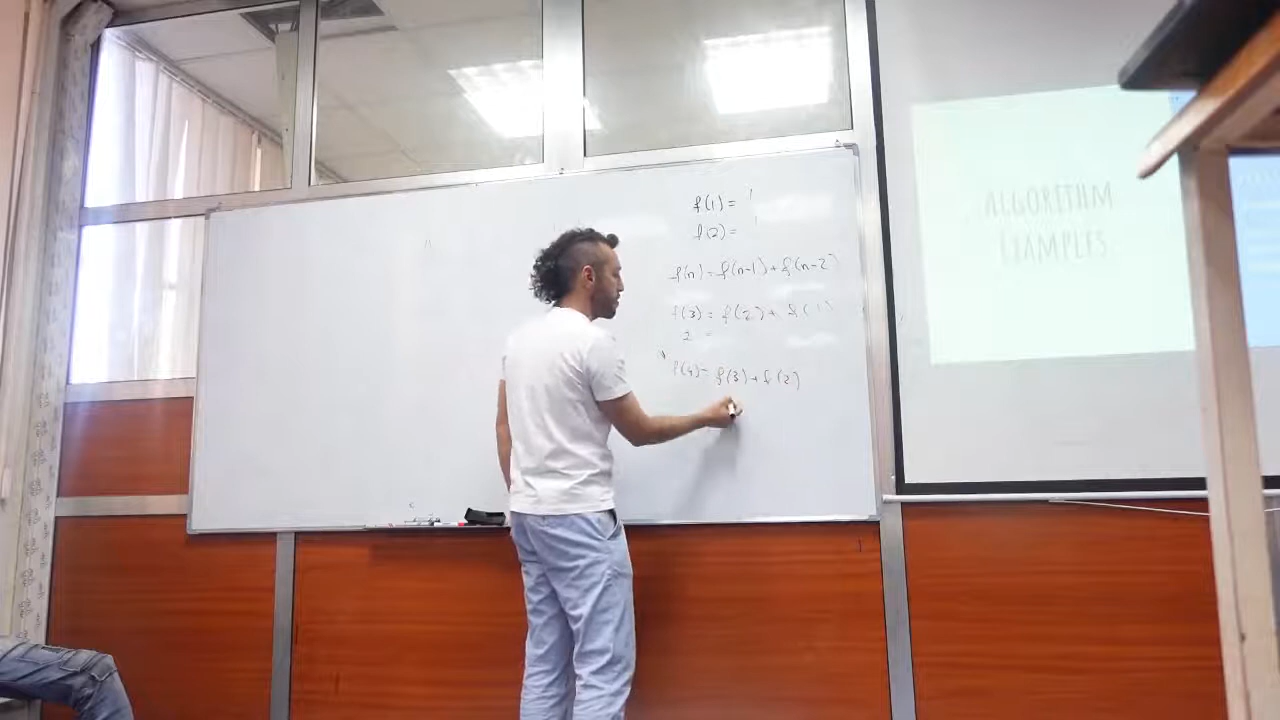 f(1) = 1
f(2) = 1
f(n) = f(n-1) + f(n-2)
f(3) = f(2) + f(1)
2 =
f(4) = f(3) + f(2)
ALGORITHM
EXAMPLES